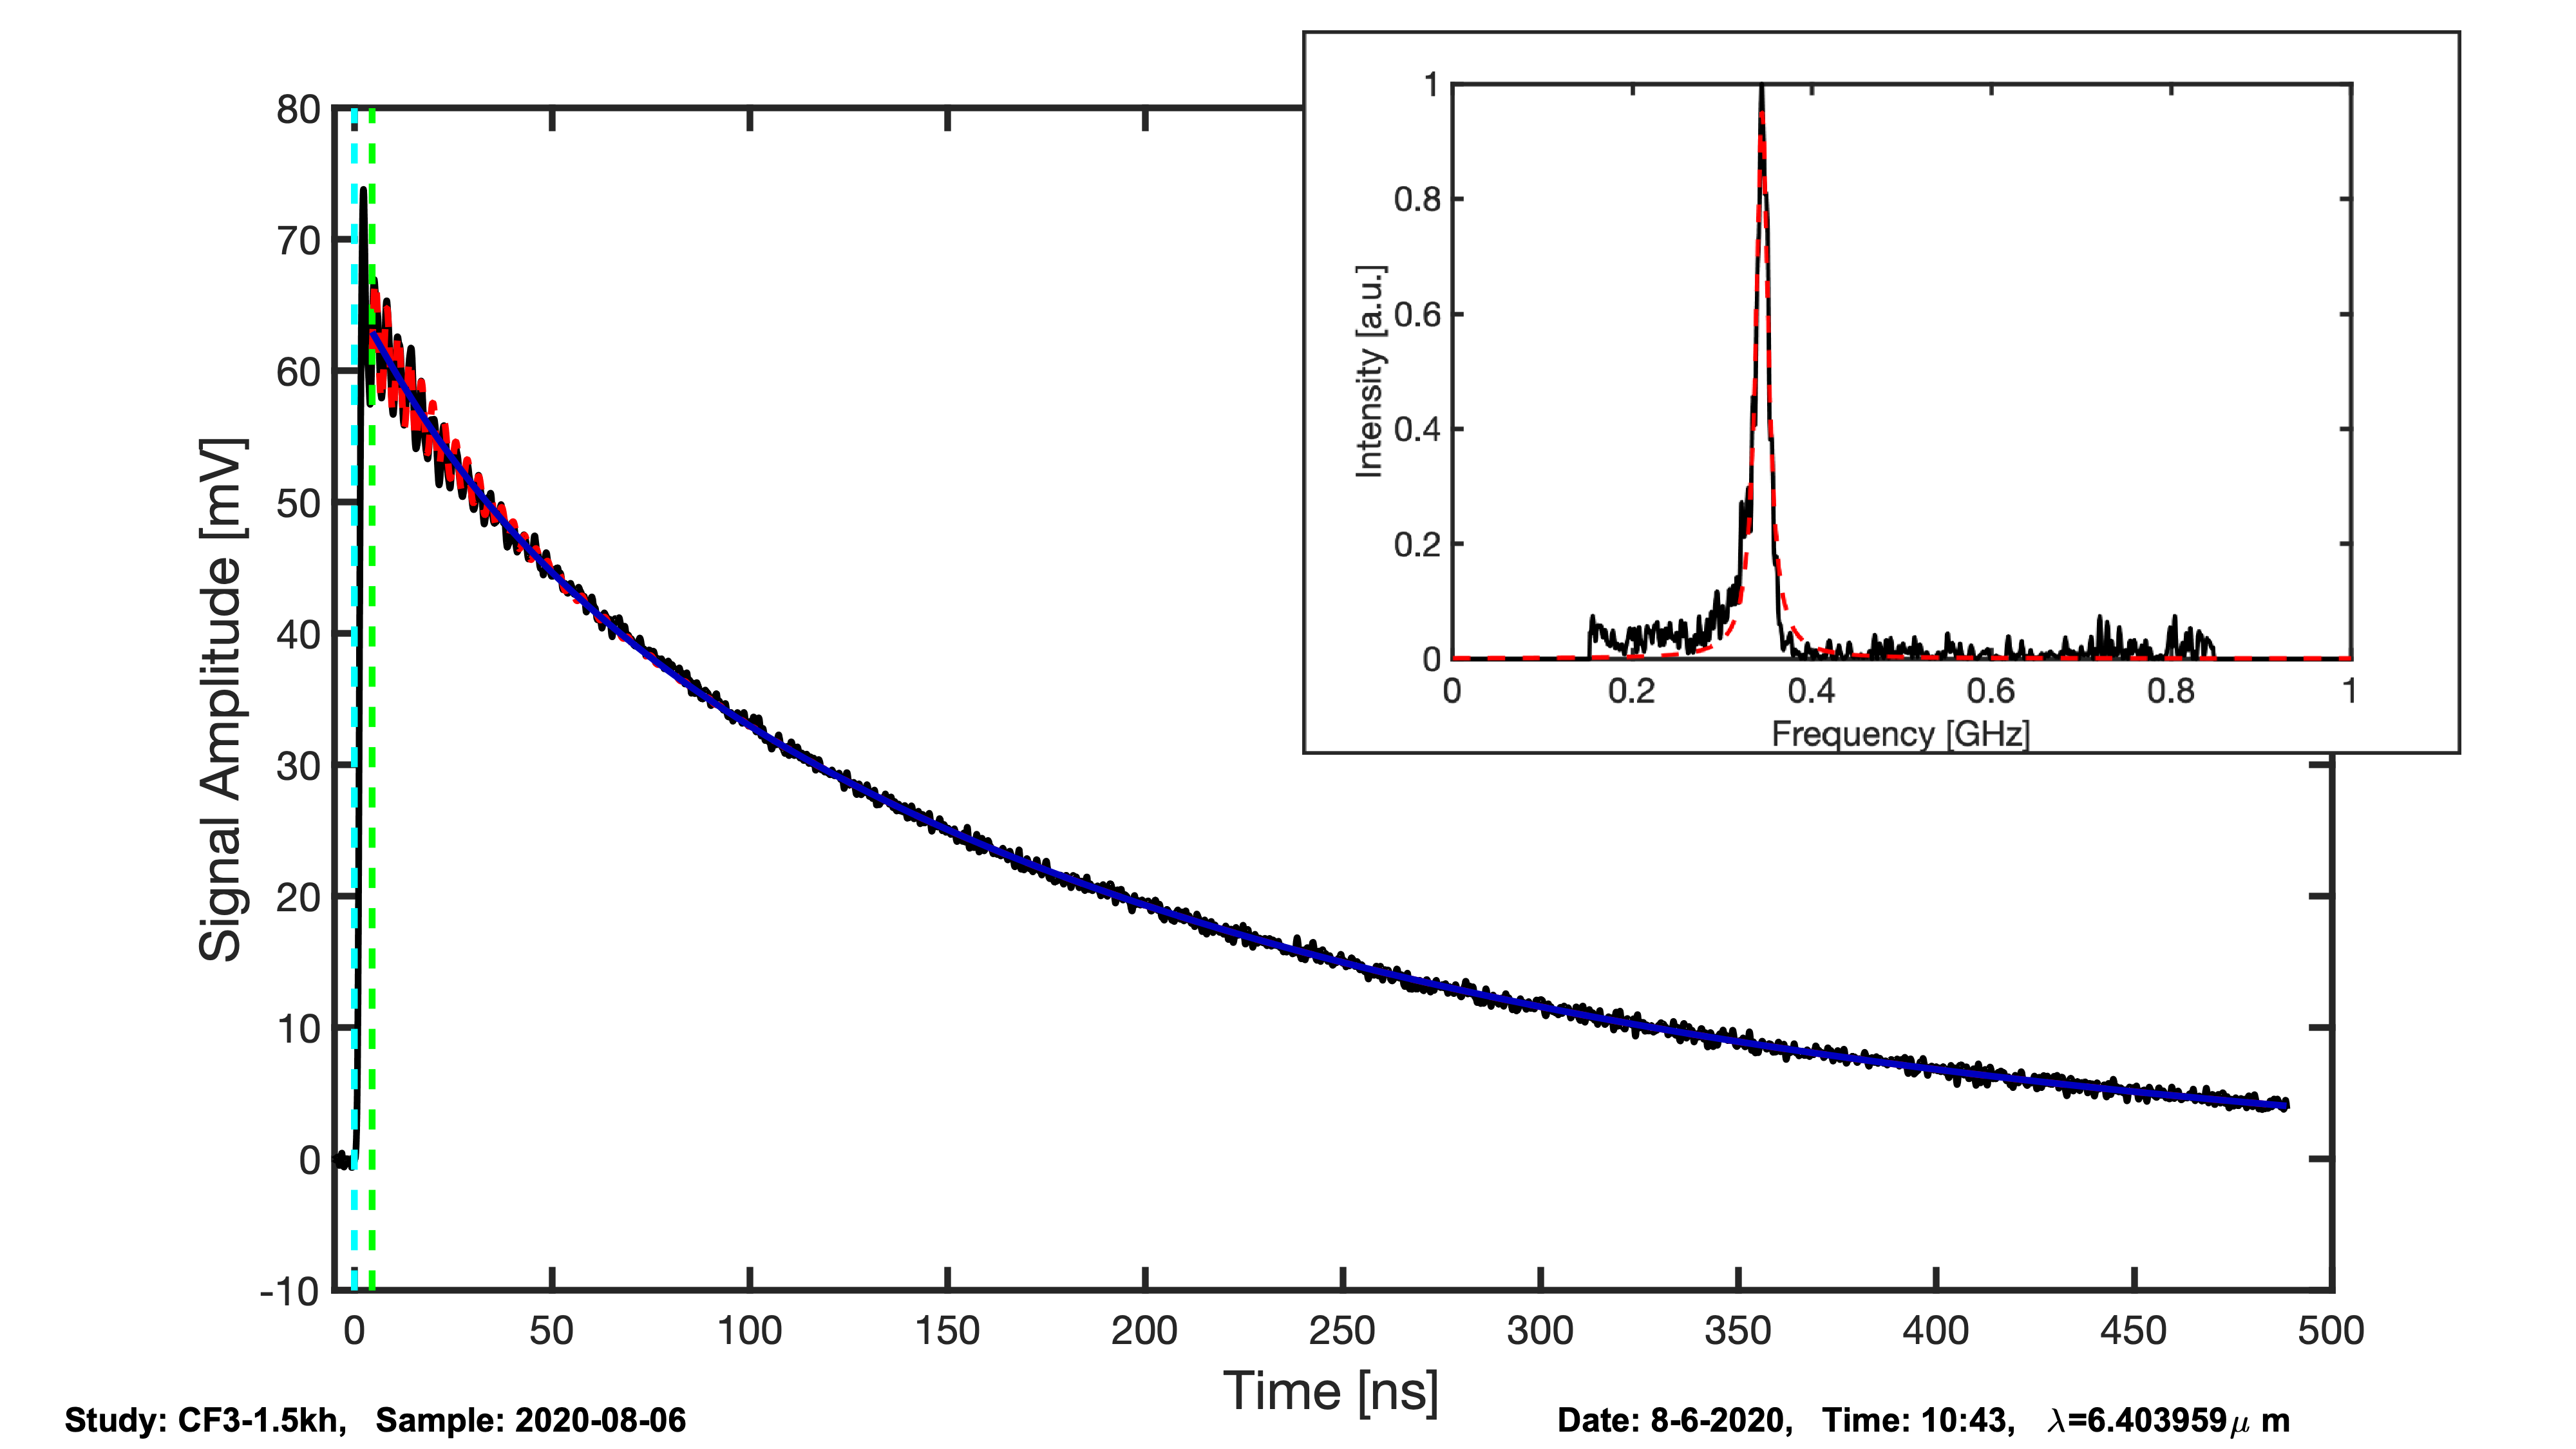 1
0.8
0.6
0.4
0.2
0
Intensity [a.u.]
0 0.2 0.4 0.6 0.8 1
Frequency [GHz]
80
70
60
50
40
30
20
10
0
-10
Signal Amplitude [mV]
0 50 100 150 200 250 300 350 400 450 500
Time [ns]
Study: CF3-1.5kh, Sample: 2020-08-06
Date: 8-6-2020, Time: 10:43, λ=6.403959μ m